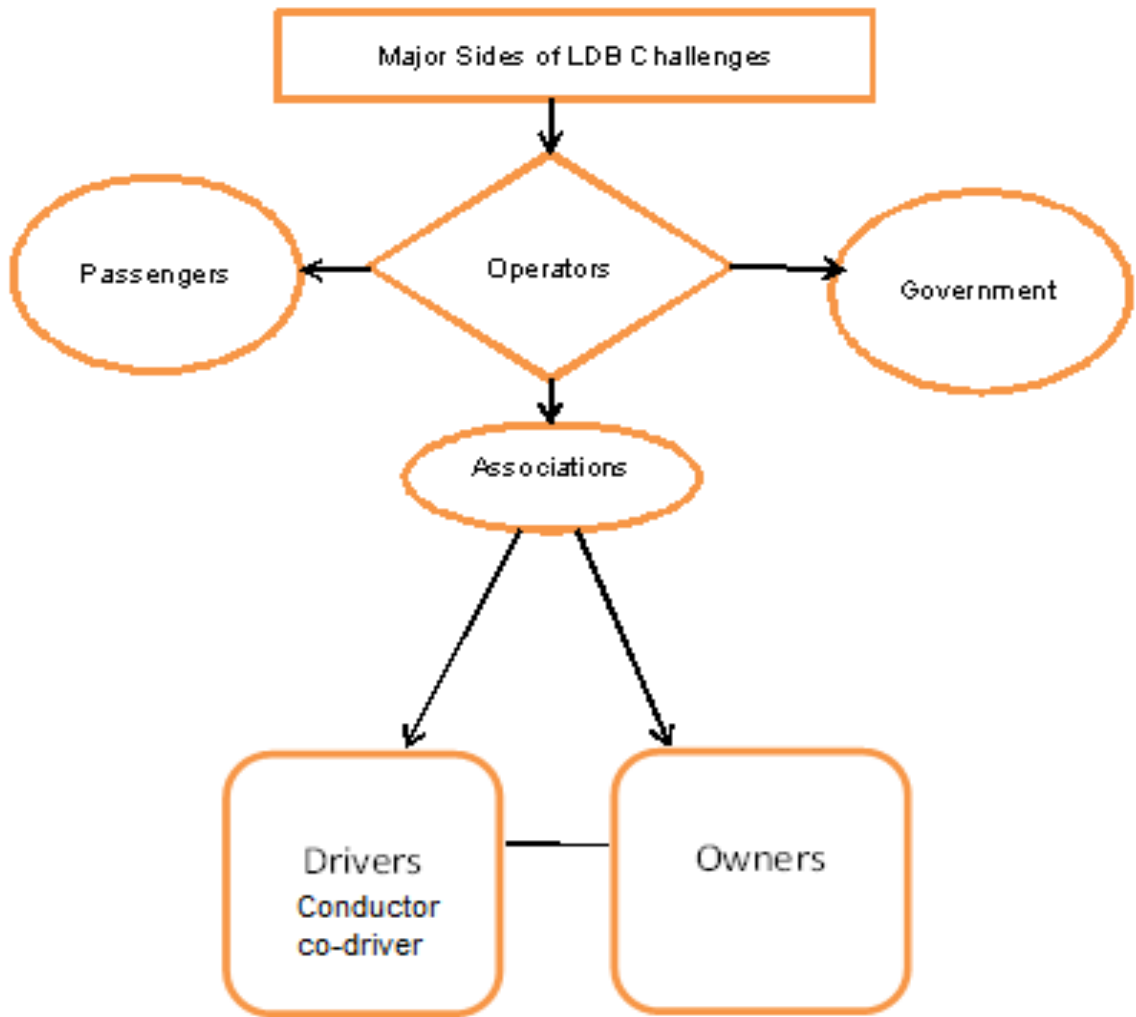 Major Sides of LDB Challenges
Passengers
Operators
Government
Associations
Drivers
Conductor
co-driver
Owners